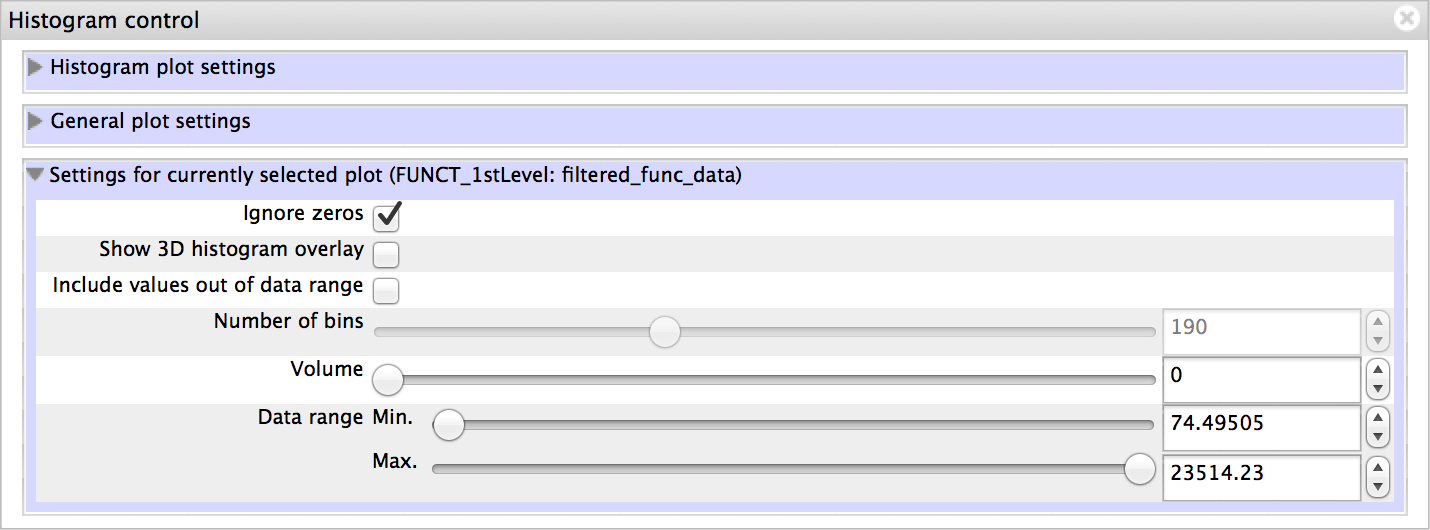 Histogram control
Histogram plot settings
General plot settings
Settings for currently selected plot (FUNCT_1stLevel: filtered_func_data)
Ignore zeros
Show 3D histogram overlay
Include values out of data range
Number of bins 190
Volume 0
Data range Min. 74.49505
Max. 23514.23